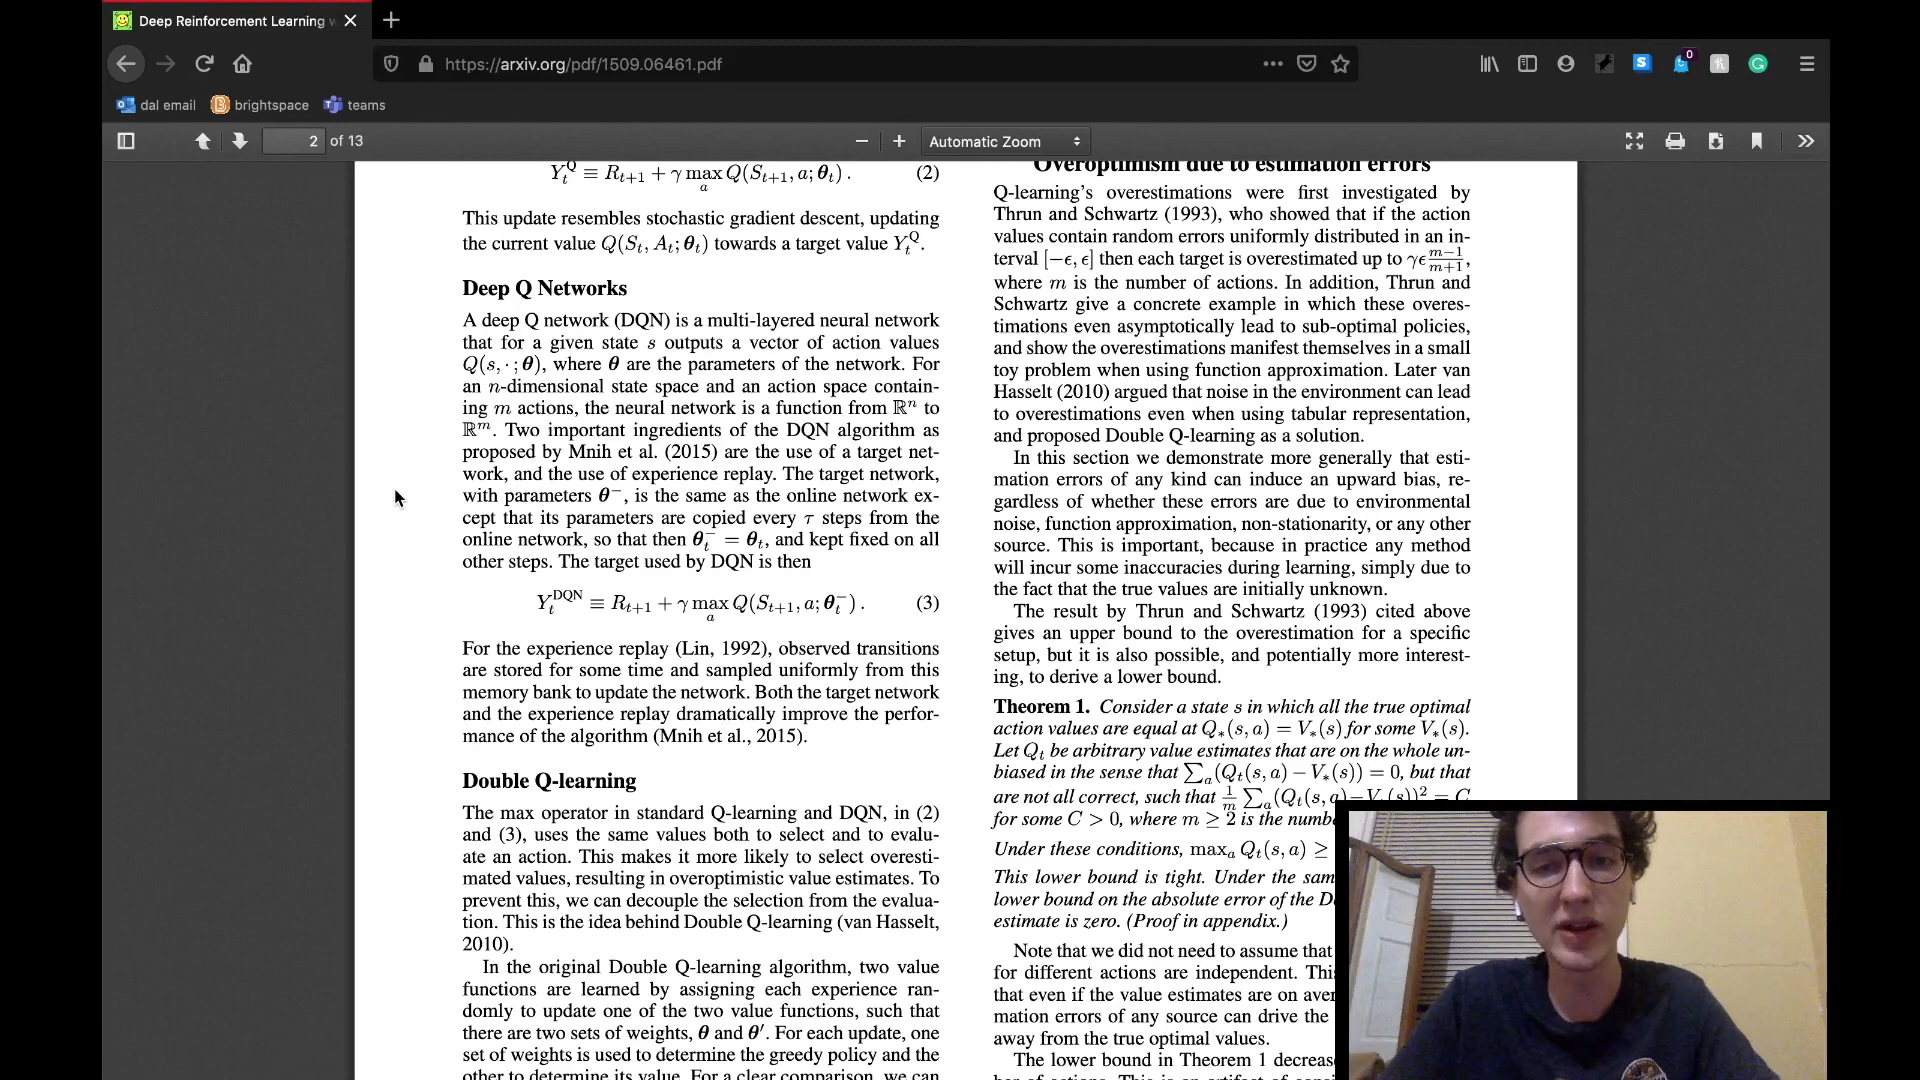 Deep Reinforcement Learning w
https://arxiv.org/pdf/1509.06461.pdf
0
dal email
brightspace
teams
2 of 13
Automatic Zoom
Y_t^Q ≡ R_{t+1} + γ max_a Q(S_{t+1}, a; θ_t) . (2)
This update resembles stochastic gradient descent, updating
the current value Q(S_t, A_t; θ_t) towards a target value Y_t^Q.
Deep Q Networks
A deep Q network (DQN) is a multi-layered neural network
that for a given state s outputs a vector of action values
Q(s, · ; θ), where θ are the parameters of the network. For
an n-dimensional state space and an action space contain-
ing m actions, the neural network is a function from ℝ^n to
ℝ^m. Two important ingredients of the DQN algorithm as
proposed by Mnih et al. (2015) are the use of a target net-
work, and the use of experience replay. The target network,
with parameters θ^−, is the same as the online network ex-
cept that its parameters are copied every τ steps from the
online network, so that then θ_t^− = θ_t, and kept fixed on all
other steps. The target used by DQN is then
Y_t^DQN ≡ R_{t+1} + γ max_a Q(S_{t+1}, a; θ_t^−) . (3)
For the experience replay (Lin, 1992), observed transitions
are stored for some time and sampled uniformly from this
memory bank to update the network. Both the target network
and the experience replay dramatically improve the perfor-
mance of the algorithm (Mnih et al., 2015).
Double Q-learning
The max operator in standard Q-learning and DQN, in (2)
and (3), uses the same values both to select and to evalu-
ate an action. This makes it more likely to select overesti-
mated values, resulting in overoptimistic value estimates. To
prevent this, we can decouple the selection from the evalua-
tion. This is the idea behind Double Q-learning (van Hasselt,
2010).
In the original Double Q-learning algorithm, two value
functions are learned by assigning each experience ran-
domly to update one of the two value functions, such that
there are two sets of weights, θ and θ′. For each update, one
set of weights is used to determine the greedy policy and the
other to determine its value. For a clear comparison, we can
Overoptimism due to estimation errors
Q-learning's overestimations were first investigated by
Thrun and Schwartz (1993), who showed that if the action
values contain random errors uniformly distributed in an in-
terval [−ϵ, ϵ] then each target is overestimated up to γϵ (m−1)/(m+1),
where m is the number of actions. In addition, Thrun and
Schwartz give a concrete example in which these overes-
timations even asymptotically lead to sub-optimal policies,
and show the overestimations manifest themselves in a small
toy problem when using function approximation. Later van
Hasselt (2010) argued that noise in the environment can lead
to overestimations even when using tabular representation,
and proposed Double Q-learning as a solution.
In this section we demonstrate more generally that esti-
mation errors of any kind can induce an upward bias, re-
gardless of whether these errors are due to environmental
noise, function approximation, non-stationarity, or any other
source. This is important, because in practice any method
will incur some inaccuracies during learning, simply due to
the fact that the true values are initially unknown.
The result by Thrun and Schwartz (1993) cited above
gives an upper bound to the overestimation for a specific
setup, but it is also possible, and potentially more interest-
ing, to derive a lower bound.
Theorem 1. Consider a state s in which all the true optimal
action values are equal at Q_*(s, a) = V_*(s) for some V_*(s).
Let Q_t be arbitrary value estimates that are on the whole un-
biased in the sense that ∑_a(Q_t(s, a) − V_*(s)) = 0, but that
are not all correct, such that 1/m ∑_a(Q_t(s, a)−V_*(s))^2 = C
for some C > 0, where m ≥ 2 is the numbe
Under these conditions, max_a Q_t(s, a) ≥
This lower bound is tight. Under the sam
lower bound on the absolute error of the D
estimate is zero. (Proof in appendix.)
Note that we did not need to assume that
for different actions are independent. Thi
that even if the value estimates are on aver
mation errors of any source can drive the
away from the true optimal values.
The lower bound in Theorem 1 decrease